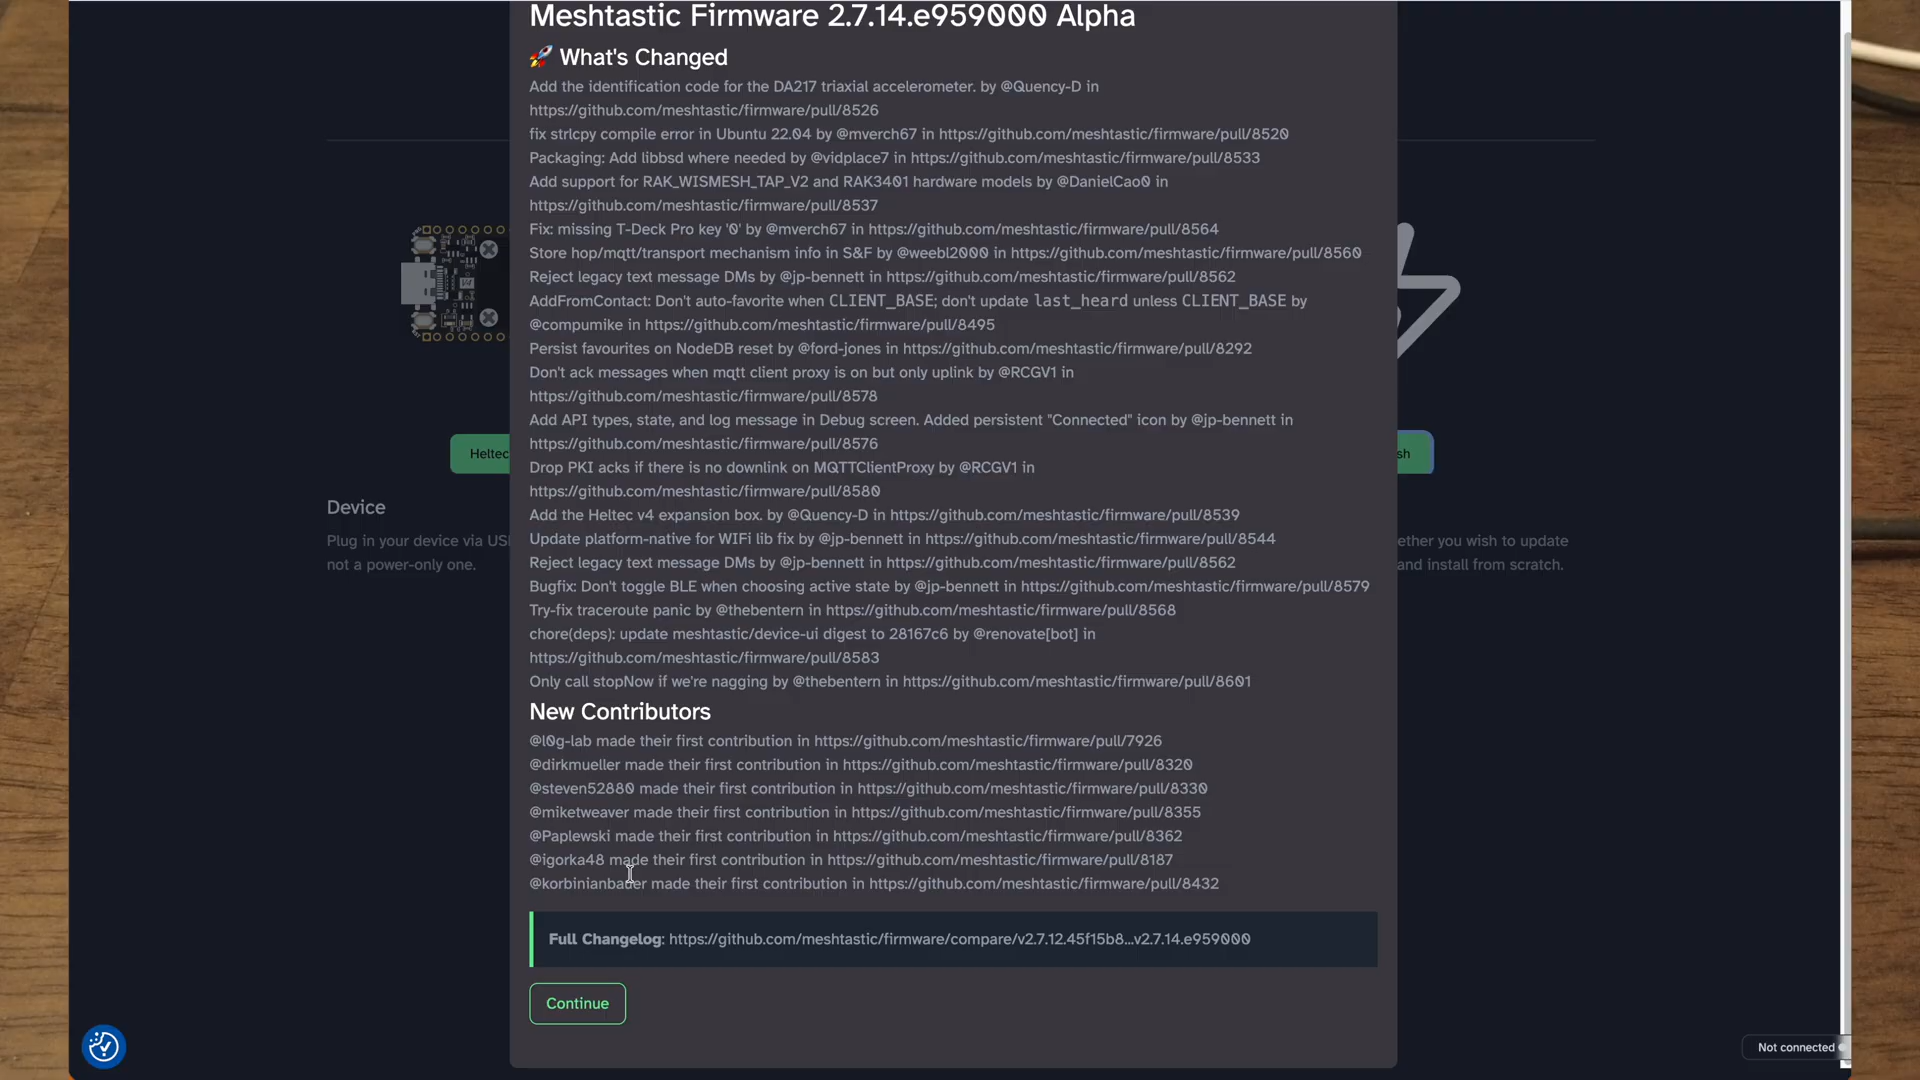 Meshtastic Firmware 2.7.14.e959000 Alpha
🚀 What's Changed
Add the identification code for the DA217 triaxial accelerometer. by @Quency-D in
https://github.com/meshtastic/firmware/pull/8526
fix strlcpy compile error in Ubuntu 22.04 by @mverch67 in https://github.com/meshtastic/firmware/pull/8520
Packaging: Add libbsd where needed by @vidplace7 in https://github.com/meshtastic/firmware/pull/8533
Add support for RAK_WISMESH_TAP_V2 and RAK3401 hardware models by @DanielCao0 in
https://github.com/meshtastic/firmware/pull/8537
Fix: missing T-Deck Pro key '0' by @mverch67 in https://github.com/meshtastic/firmware/pull/8564
Store hop/mqtt/transport mechanism info in S&F by @weebl2000 in https://github.com/meshtastic/firmware/pull/8560
Reject legacy text message DMs by @jp-bennett in https://github.com/meshtastic/firmware/pull/8562
AddFromContact: Don't auto-favorite when CLIENT_BASE; don't update last_heard unless CLIENT_BASE by
@compumike in https://github.com/meshtastic/firmware/pull/8495
Persist favourites on NodeDB reset by @ford-jones in https://github.com/meshtastic/firmware/pull/8292
Don't ack messages when mqtt client proxy is on but only uplink by @RCGV1 in
https://github.com/meshtastic/firmware/pull/8578
Add API types, state, and log message in Debug screen. Added persistent "Connected" icon by @jp-bennett in
https://github.com/meshtastic/firmware/pull/8576
Drop PKI acks if there is no downlink on MQTTClientProxy by @RCGV1 in
https://github.com/meshtastic/firmware/pull/8580
Add the Heltec v4 expansion box. by @Quency-D in https://github.com/meshtastic/firmware/pull/8539
Update platform-native for WIFi lib fix by @jp-bennett in https://github.com/meshtastic/firmware/pull/8544
Reject legacy text message DMs by @jp-bennett in https://github.com/meshtastic/firmware/pull/8562
Bugfix: Don't toggle BLE when choosing active state by @jp-bennett in https://github.com/meshtastic/firmware/pull/8579
Try-fix traceroute panic by @thebentern in https://github.com/meshtastic/firmware/pull/8568
chore(deps): update meshtastic/device-ui digest to 28167c6 by @renovate[bot] in
https://github.com/meshtastic/firmware/pull/8583
Only call stopNow if we're nagging by @thebentern in https://github.com/meshtastic/firmware/pull/8601
New Contributors
@l0g-lab made their first contribution in https://github.com/meshtastic/firmware/pull/7926
@dirkmueller made their first contribution in https://github.com/meshtastic/firmware/pull/8320
@steven52880 made their first contribution in https://github.com/meshtastic/firmware/pull/8330
@miketweaver made their first contribution in https://github.com/meshtastic/firmware/pull/8355
@Paplewski made their first contribution in https://github.com/meshtastic/firmware/pull/8362
@igorka48 made their first contribution in https://github.com/meshtastic/firmware/pull/8187
@korbinianbauer made their first contribution in https://github.com/meshtastic/firmware/pull/8432
Full Changelog: https://github.com/meshtastic/firmware/compare/v2.7.12.45f15b8...v2.7.14.e959000
Continue
Heltec
Device
Plug in your device via US
not a power-only one.
sh
ether you wish to update
and install from scratch.
Not connected